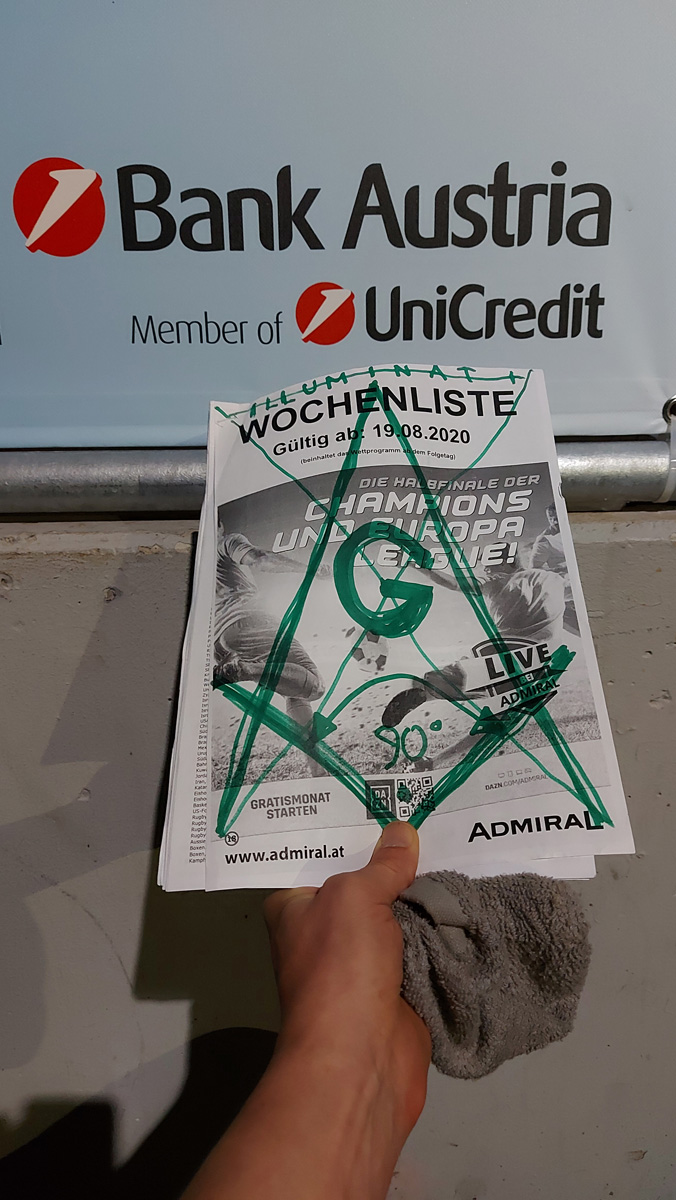 Bank Austria
Member of UniCredit
ILLUMINATI
WOCHENLISTE
Gültig ab: 19.08.2020
(beinhaltet das Wettprogramm ab dem Folgetag)
DIE HALBFINALE DER
CHAMPIONS
UND EUROPA
LEAGUE!
G
LIVE
BEI
ADMIRAL
90°
GRATISMONAT
STARTEN
DAZN
DAZN.COM/ADMIRAL
18
www.admiral.at
ADMIRAL